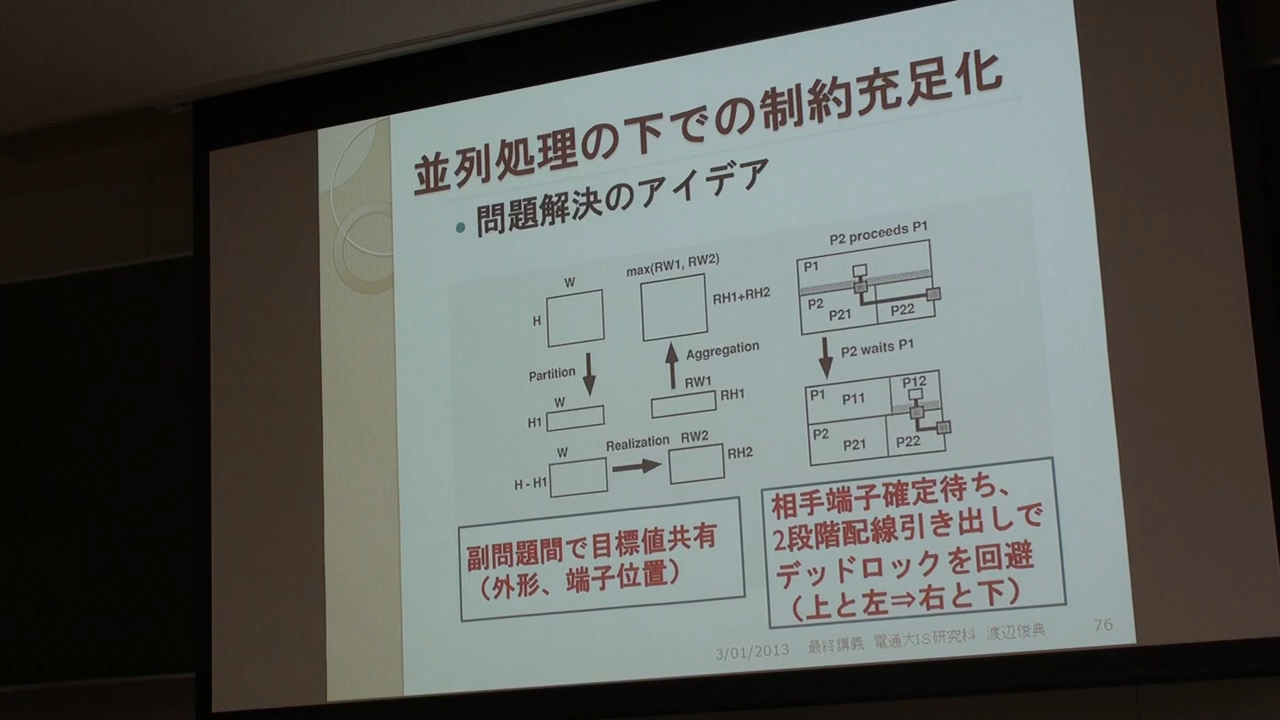 並列処理の下での制約充足化
• 問題解決のアイデア
W
H
Partition
W
H1
W
H - H1
Realization
max(RW1, RW2)
RH1+RH2
Aggregation
RW1
RH1
RW2
RH2
P2 proceeds P1
P1
P2
P21
P22
P2 waits P1
P1
P11
P12
P2
P21
P22
副問題間で目標値共有
（外形、端子位置）
相手端子確定待ち、
2段階配線引き出しで
デッドロックを回避
（上と左⇒右と下）
3/01/2013 最終講義 電通大IS研究科 渡辺俊典 76